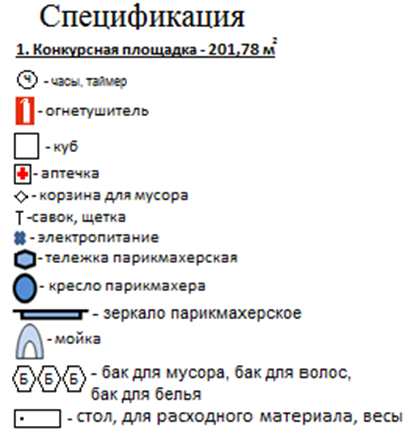 Спецификация
1. Конкурсная площадка - 201,78 м²
Ч - часы, таймер
- огнетушитель
- куб
- аптечка
- корзина для мусора
-савок, щетка
- электропитание
-тележка парикмахерская
- кресло парикмахера
- зеркало парикмахерское
- мойка
Б Б Б - бак для мусора, бак для волос,
бак для белья
- стол, для расходного материала, весы